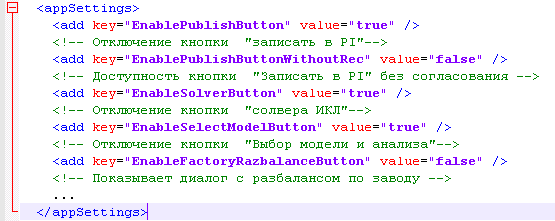 <appSettings>
<add key="EnablePublishButton" value="true" />
<!-- Отключение кнопки  "записать в PI"-->
<add key="EnablePublishButtonWithoutRec" value="false" />
<!-- Доступность кнопки  "Записать в PI" без согласования -->
<add key="EnableSolverButton" value="true" />
<!-- Отключение кнопки  "солвера ИКЛ"-->
<add key="EnableSelectModelButton" value="true" />
<!-- Отключение кнопки  "Выбор модели и анализа"-->
<add key="EnableFactoryRazbalanceButton" value="false" />
<!-- Показывает диалог с разбалансом по заводу -->
...
</appSettings>